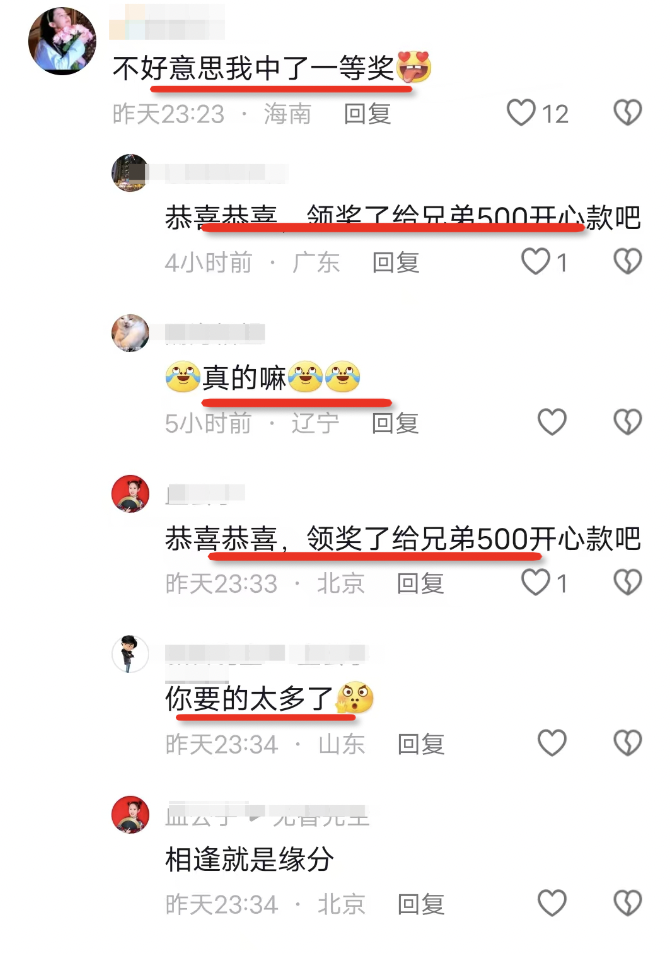 不好意思我中了一等奖
昨天23:23 · 海南 回复 12
恭喜恭喜，领奖了给兄弟500开心款吧
4小时前 · 广东 回复 1
真的嘛
5小时前 · 辽宁 回复
恭喜恭喜，领奖了给兄弟500开心款吧
昨天23:33 · 北京 回复 1
你要的太多了
昨天23:34 · 山东 回复
相逢就是缘分
昨天23:34 · 北京 回复